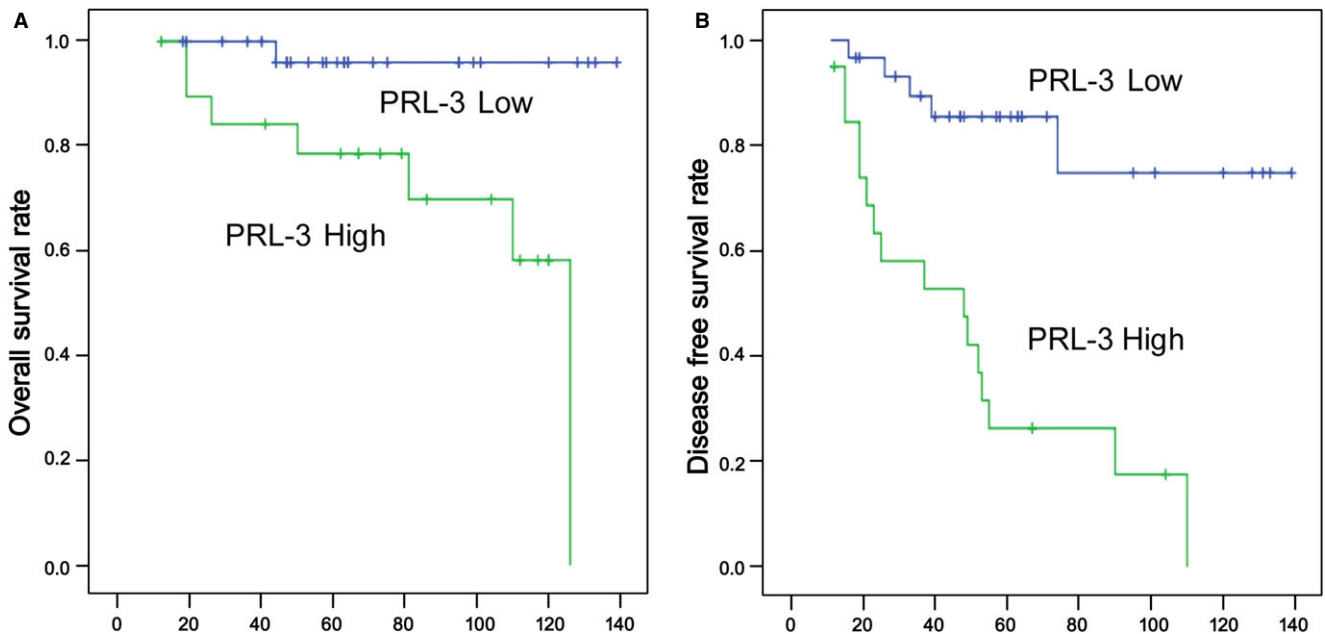 A
Overall survival rate
1.0
0.8
0.6
0.4
0.2
0.0
PRL-3 Low
PRL-3 High
0 20 40 60 80 100 120 140
B
Disease free survival rate
1.0
0.8
0.6
0.4
0.2
0.0
PRL-3 Low
PRL-3 High
0 20 40 60 80 100 120 140